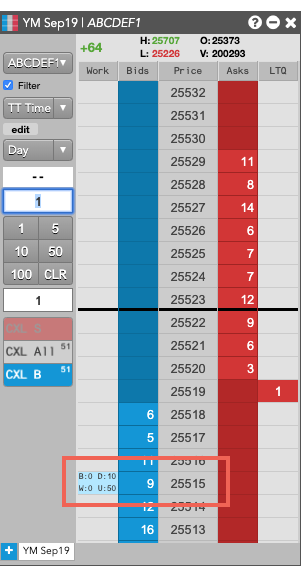 YM Sep19 | ABCDEF1
+64 H: 25707 O: 25373
L: 25226 V: 200293
ABCDEF1
Filter
TT Time
edit
Day
--
1
1 5
10 50
100 CLR
1
CXL S
CXL All 51
CXL B 51
Work Bids Price Asks LTQ
25532
25531
25530
25529 11
25528 8
25527 14
25526 6
25525 7
25524 7
25523 12
25522 9
25521 6
25520 3
25519 1
6 25518
5 25517
11 25516
B:0 D:10
W:0 U:50
9 25515
12 25514
16 25513
+ YM Sep19